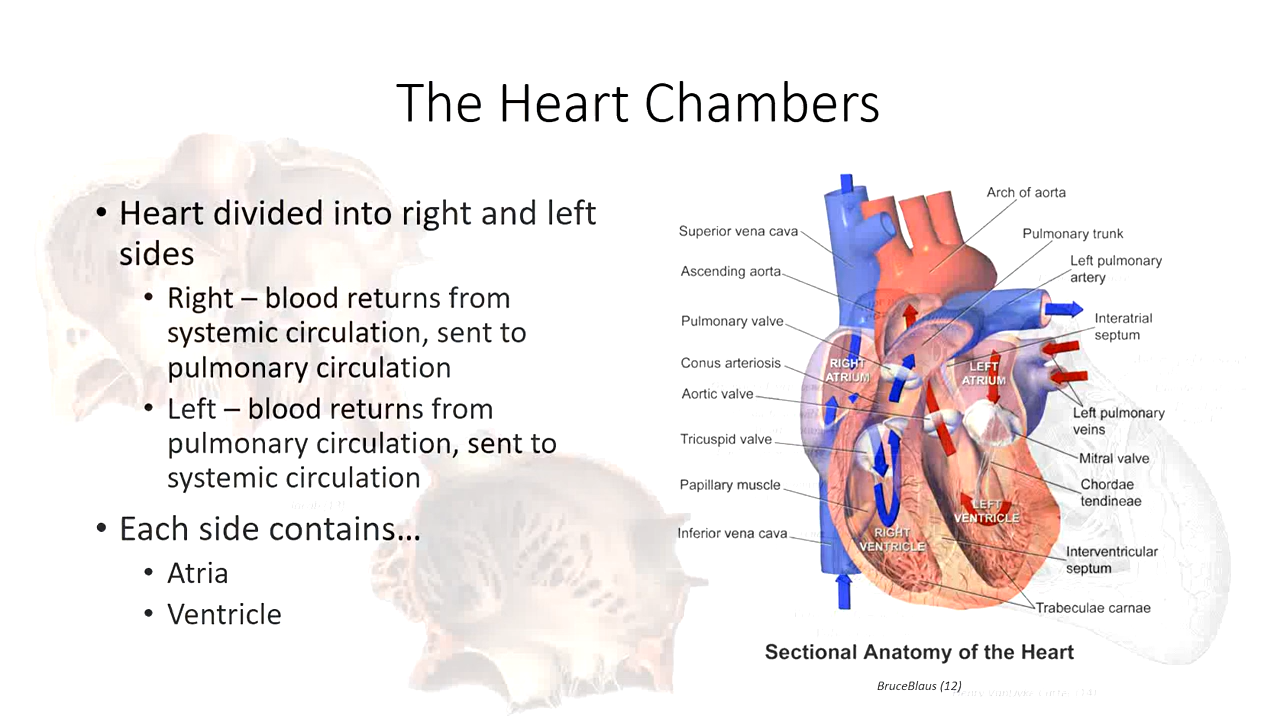 The Heart Chambers
• Heart divided into right and left
sides
• Right – blood returns from
systemic circulation, sent to
pulmonary circulation
• Left – blood returns from
pulmonary circulation, sent to
systemic circulation
• Each side contains…
• Atria
• Ventricle
Arch of aorta
Superior vena cava
Pulmonary trunk
Ascending aorta
Left pulmonary
artery
Pulmonary valve
Interatrial
septum
Conus arteriosis
RIGHT
ATRIUM
LEFT
ATRIUM
Aortic valve
Left pulmonary
veins
Tricuspid valve
Mitral valve
Papillary muscle
Chordae
tendineae
LEFT
VENTRICLE
Inferior vena cava
RIGHT
VENTRICLE
Interventricular
septum
Trabeculae carnae
Sectional Anatomy of the Heart
BruceBlaus (12)